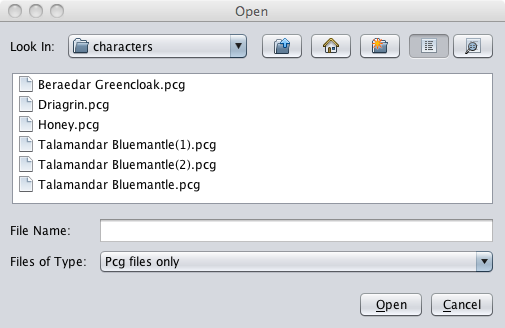 Open
Look In: characters
Beraedar Greencloak.pcg
Driagrin.pcg
Honey.pcg
Talamandar Bluemantle(1).pcg
Talamandar Bluemantle(2).pcg
Talamandar Bluemantle.pcg
File Name:
Files of Type: Pcg files only
Open Cancel